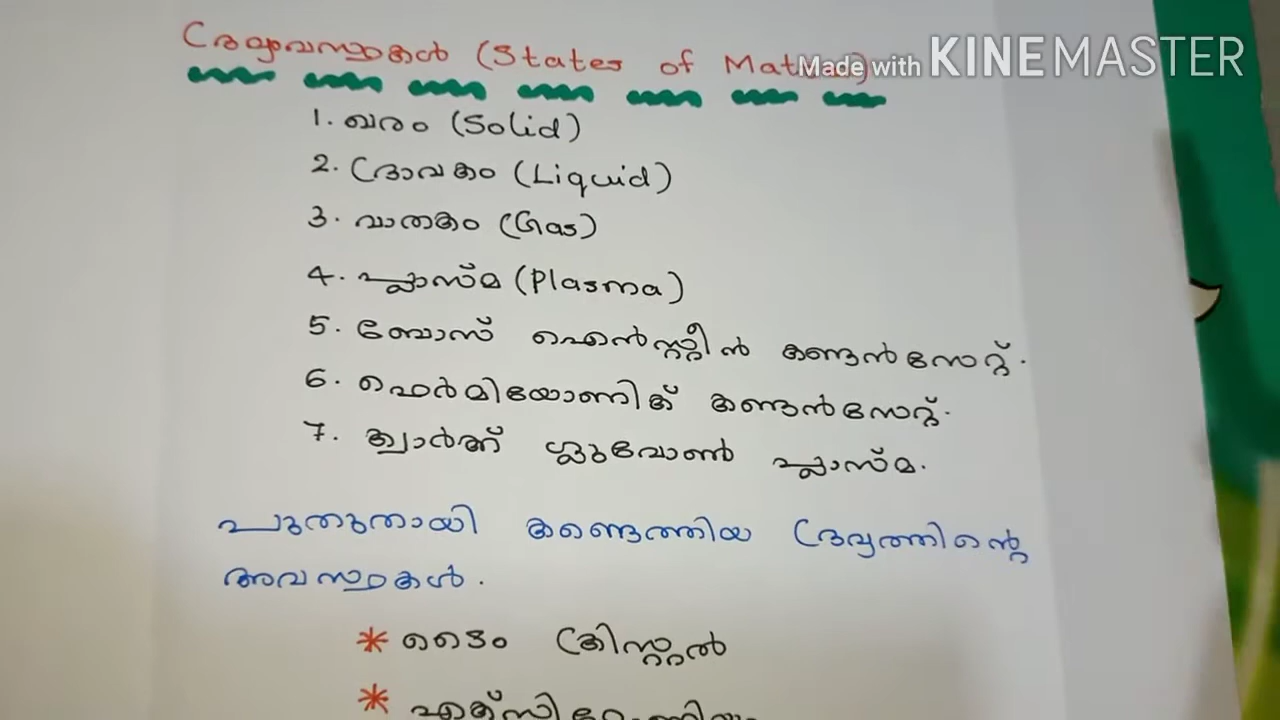 ദ്രവ്യാവസ്ഥകൾ (States of Matter)
Made with KINEMASTER
1. ഖരം (Solid)
2. ദ്രാവകം (Liquid)
3. വാതകം (Gas)
4. പ്ലാസ്മ (Plasma)
5. ബോസ് ഐൻസ്റ്റീൻ കണ്ടൻസേറ്റ്.
6. ഫെർമിയോണിക് കണ്ടൻസേറ്റ്.
7. ക്വാർക്ക് ഗ്ലുവോൺ പ്ലാസ്മ.
പുതുതായി കണ്ടെത്തിയ ദ്രവ്യത്തിന്റെ
അവസ്ഥകൾ.
* ടൈം ക്രിസ്റ്റൽ
*